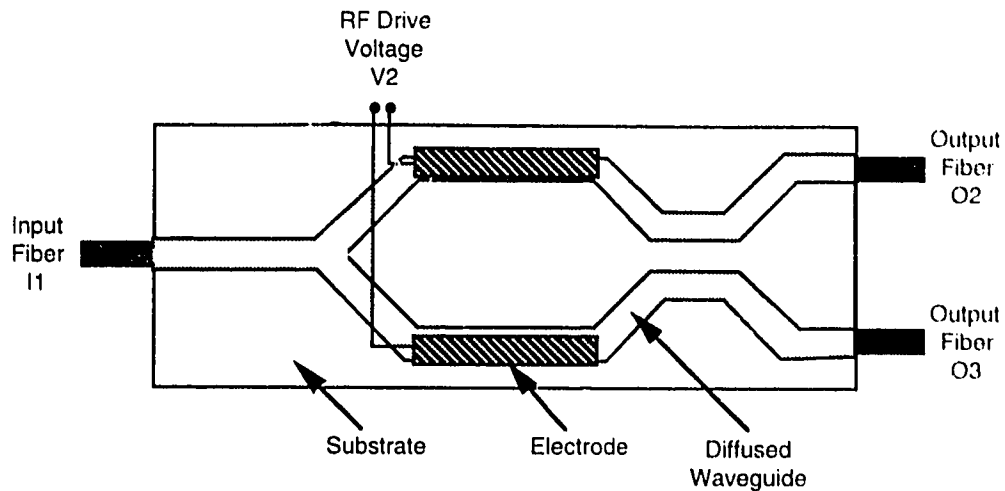 RF Drive
Voltage
V2
Input
Fiber
I1
Output
Fiber
O2
Output
Fiber
O3
Substrate
Electrode
Diffused
Waveguide